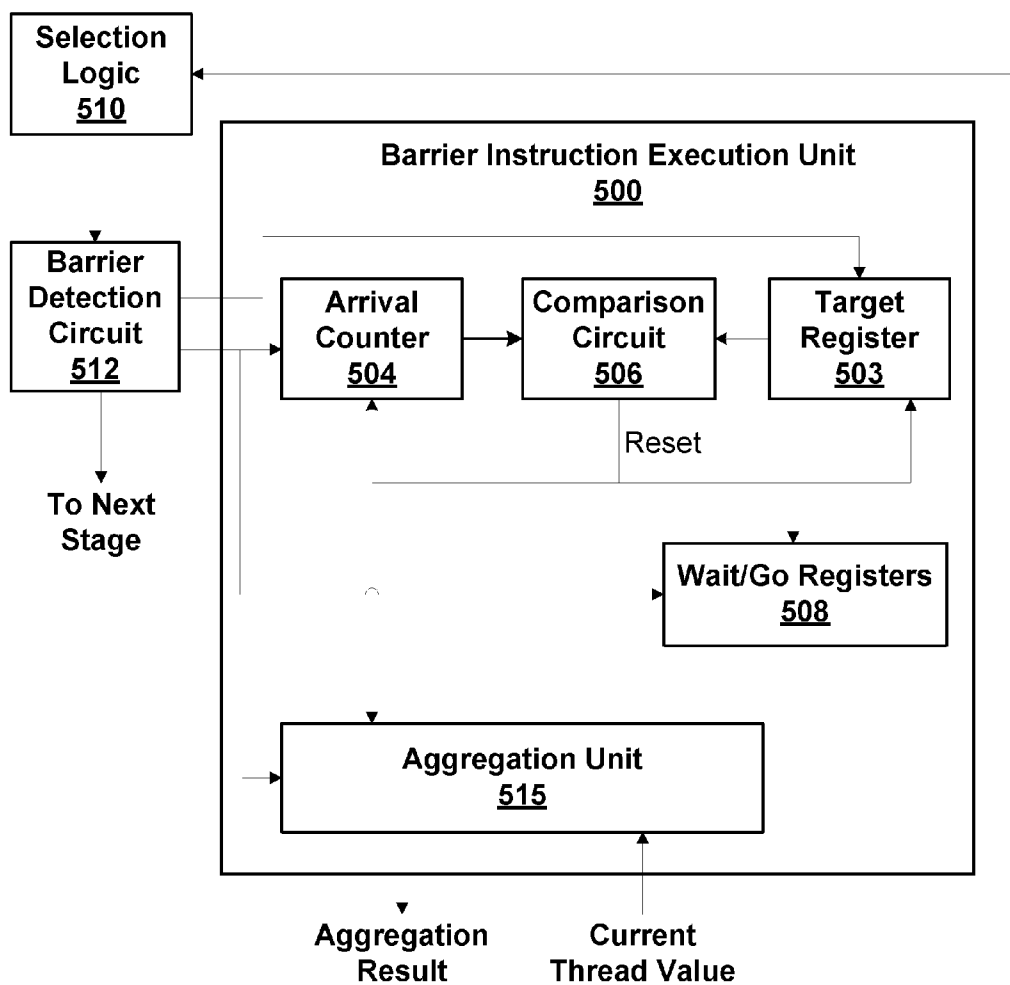 Selection
Logic
510
Barrier Instruction Execution Unit
500
Barrier
Detection
Circuit
512
Arrival
Counter
504
Comparison
Circuit
506
Target
Register
503
Reset
To Next
Stage
Wait/Go Registers
508
Aggregation Unit
515
Aggregation
Result
Current
Thread Value